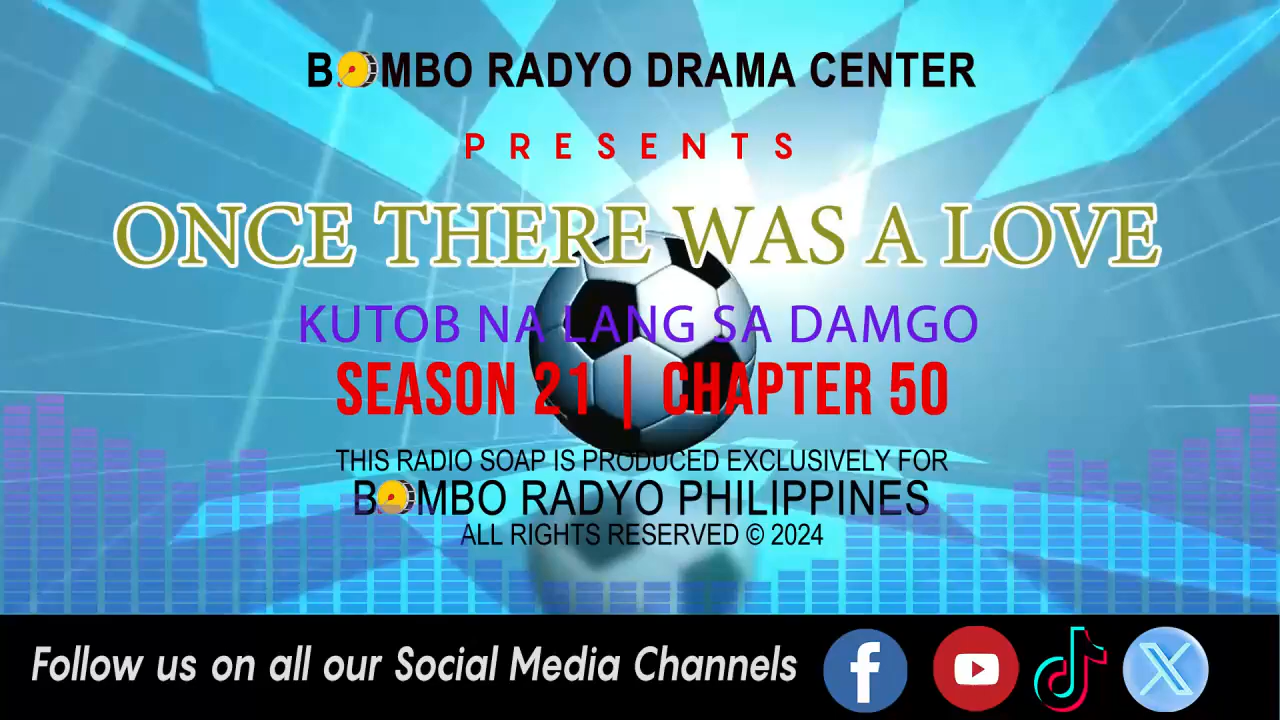 BOMBO RADYO DRAMA CENTER
PRESENTS
ONCE THERE WAS A LOVE
KUTOB NA LANG SA DAMGO
SEASON 21 | CHAPTER 50
THIS RADIO SOAP IS PRODUCED EXCLUSIVELY FOR
BOMBO RADYO PHILIPPINES
ALL RIGHTS RESERVED © 2024
Follow us on all our Social Media Channels